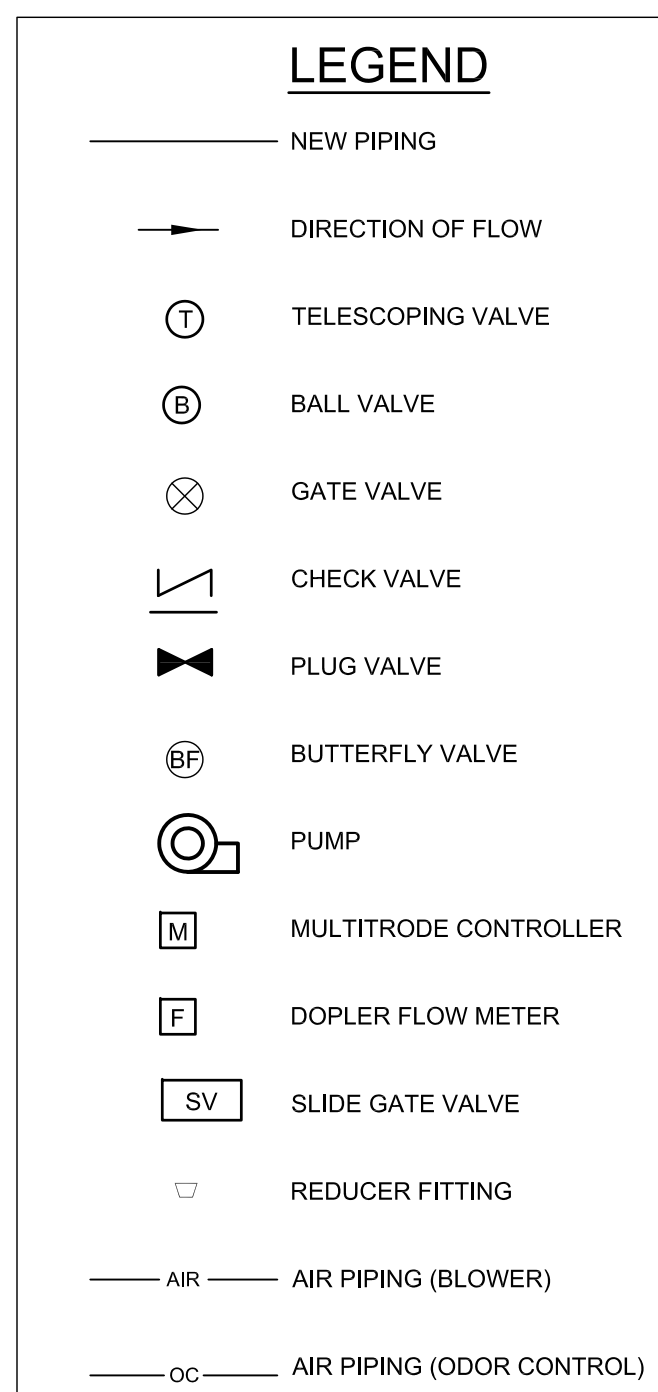 LEGEND
NEW PIPING
DIRECTION OF FLOW
T TELESCOPING VALVE
B BALL VALVE
GATE VALVE
CHECK VALVE
PLUG VALVE
BF BUTTERFLY VALVE
PUMP
M MULTITRODE CONTROLLER
F DOPLER FLOW METER
SV SLIDE GATE VALVE
REDUCER FITTING
AIR AIR PIPING (BLOWER)
OC AIR PIPING (ODOR CONTROL)